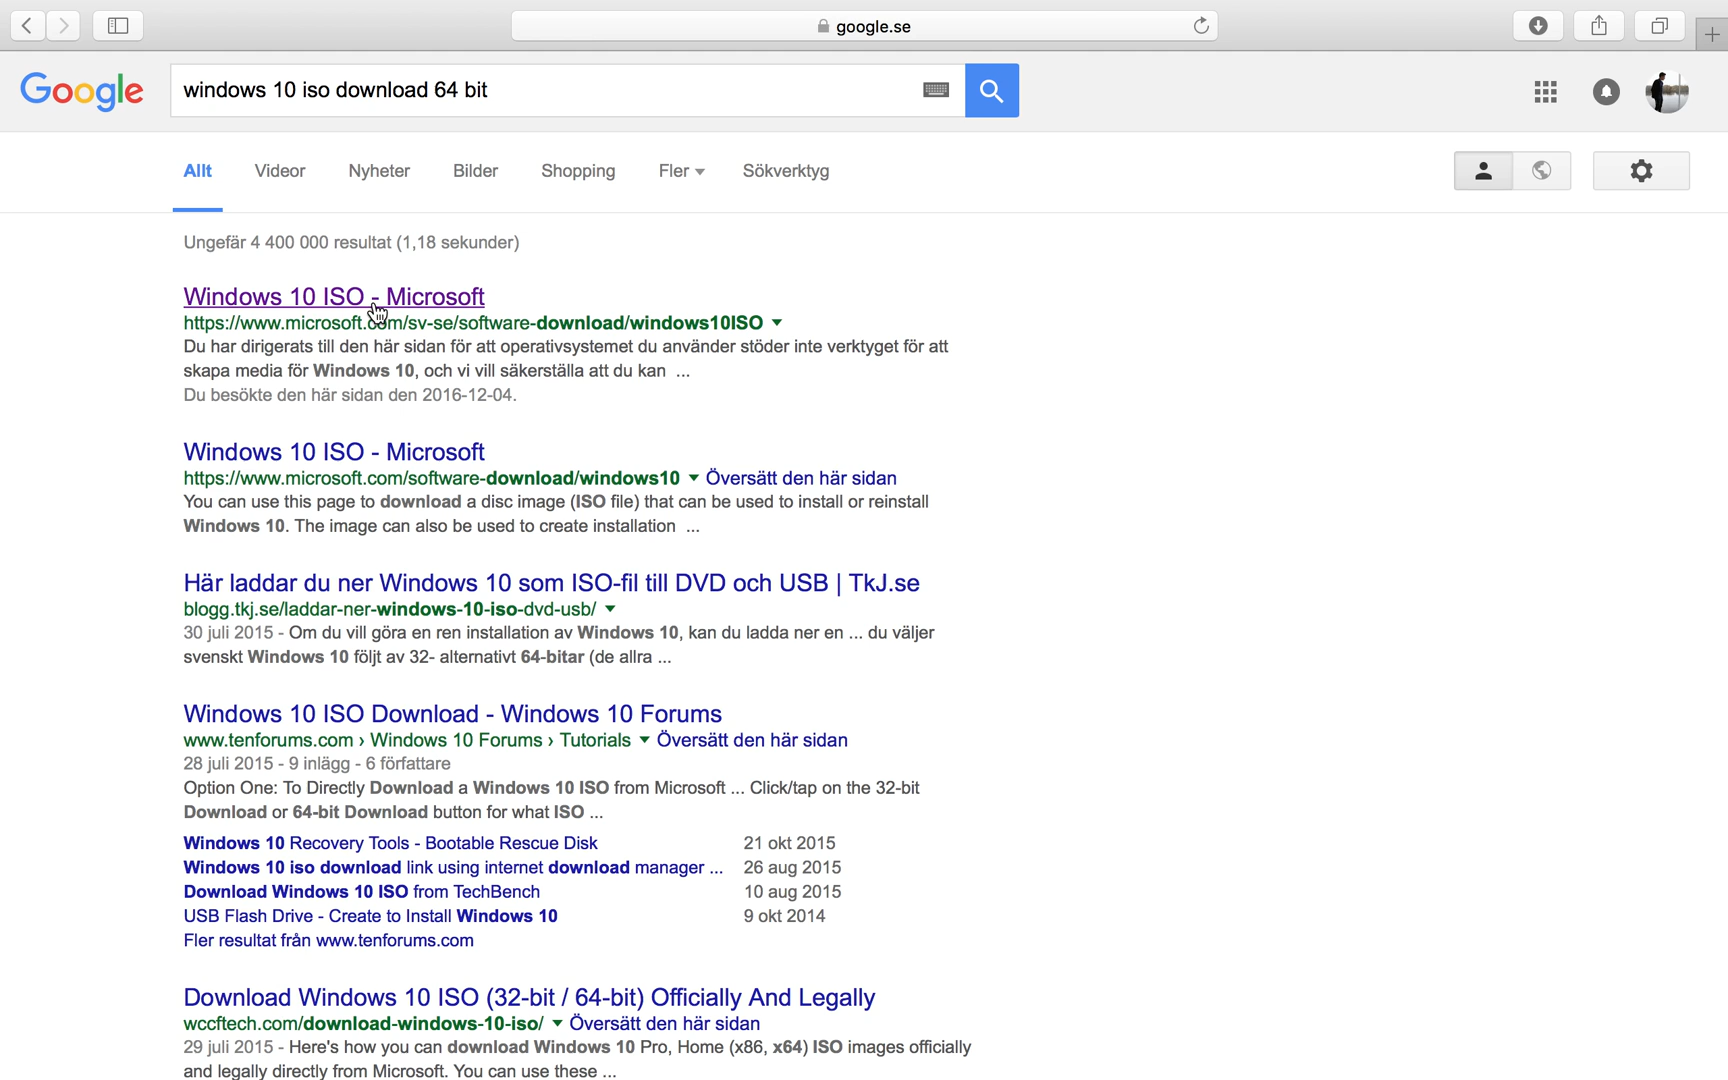 google.se
Google
windows 10 iso download 64 bit
Allt Videor Nyheter Bilder Shopping Fler Sökverktyg
Ungefär 4 400 000 resultat (1,18 sekunder)
Windows 10 ISO - Microsoft
https://www.microsoft.com/sv-se/software-download/windows10ISO
Du har dirigerats till den här sidan för att operativsystemet du använder stöder inte verktyget för att
skapa media för Windows 10, och vi vill säkerställa att du kan ...
Du besökte den här sidan den 2016-12-04.
Windows 10 ISO - Microsoft
https://www.microsoft.com/software-download/windows10 Översätt den här sidan
You can use this page to download a disc image (ISO file) that can be used to install or reinstall
Windows 10. The image can also be used to create installation ...
Här laddar du ner Windows 10 som ISO-fil till DVD och USB | TkJ.se
blogg.tkj.se/laddar-ner-windows-10-iso-dvd-usb/
30 juli 2015 - Om du vill göra en ren installation av Windows 10, kan du ladda ner en ... du väljer
svenskt Windows 10 följt av 32- alternativt 64-bitar (de allra ...
Windows 10 ISO Download - Windows 10 Forums
www.tenforums.com › Windows 10 Forums › Tutorials Översätt den här sidan
28 juli 2015 - 9 inlägg - 6 författare
Option One: To Directly Download a Windows 10 ISO from Microsoft ... Click/tap on the 32-bit
Download or 64-bit Download button for what ISO ...
Windows 10 Recovery Tools - Bootable Rescue Disk 21 okt 2015
Windows 10 iso download link using internet download manager ... 26 aug 2015
Download Windows 10 ISO from TechBench 10 aug 2015
USB Flash Drive - Create to Install Windows 10 9 okt 2014
Fler resultat från www.tenforums.com
Download Windows 10 ISO (32-bit / 64-bit) Officially And Legally
wccftech.com/download-windows-10-iso/ Översätt den här sidan
29 juli 2015 - Here's how you can download Windows 10 Pro, Home (x86, x64) ISO images officially
and legally directly from Microsoft. You can use these ...